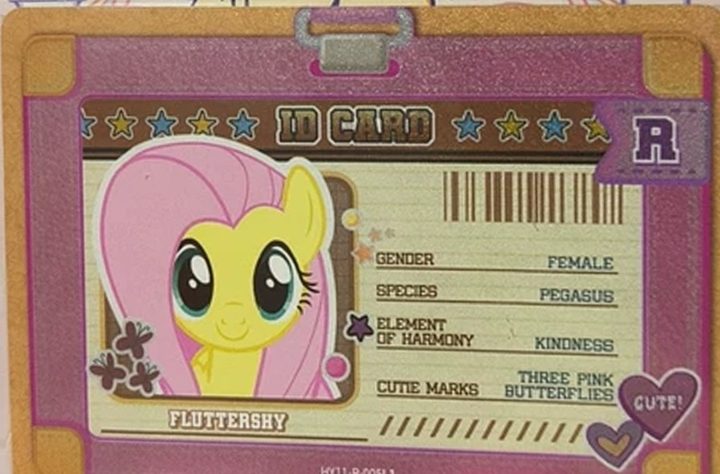 ID CARD
R
GENDER FEMALE
SPECIES PEGASUS
ELEMENT
OF HARMONY KINDNESS
CUTIE MARKS THREE PINK
BUTTERFLIES
CUTE!
FLUTTERSHY